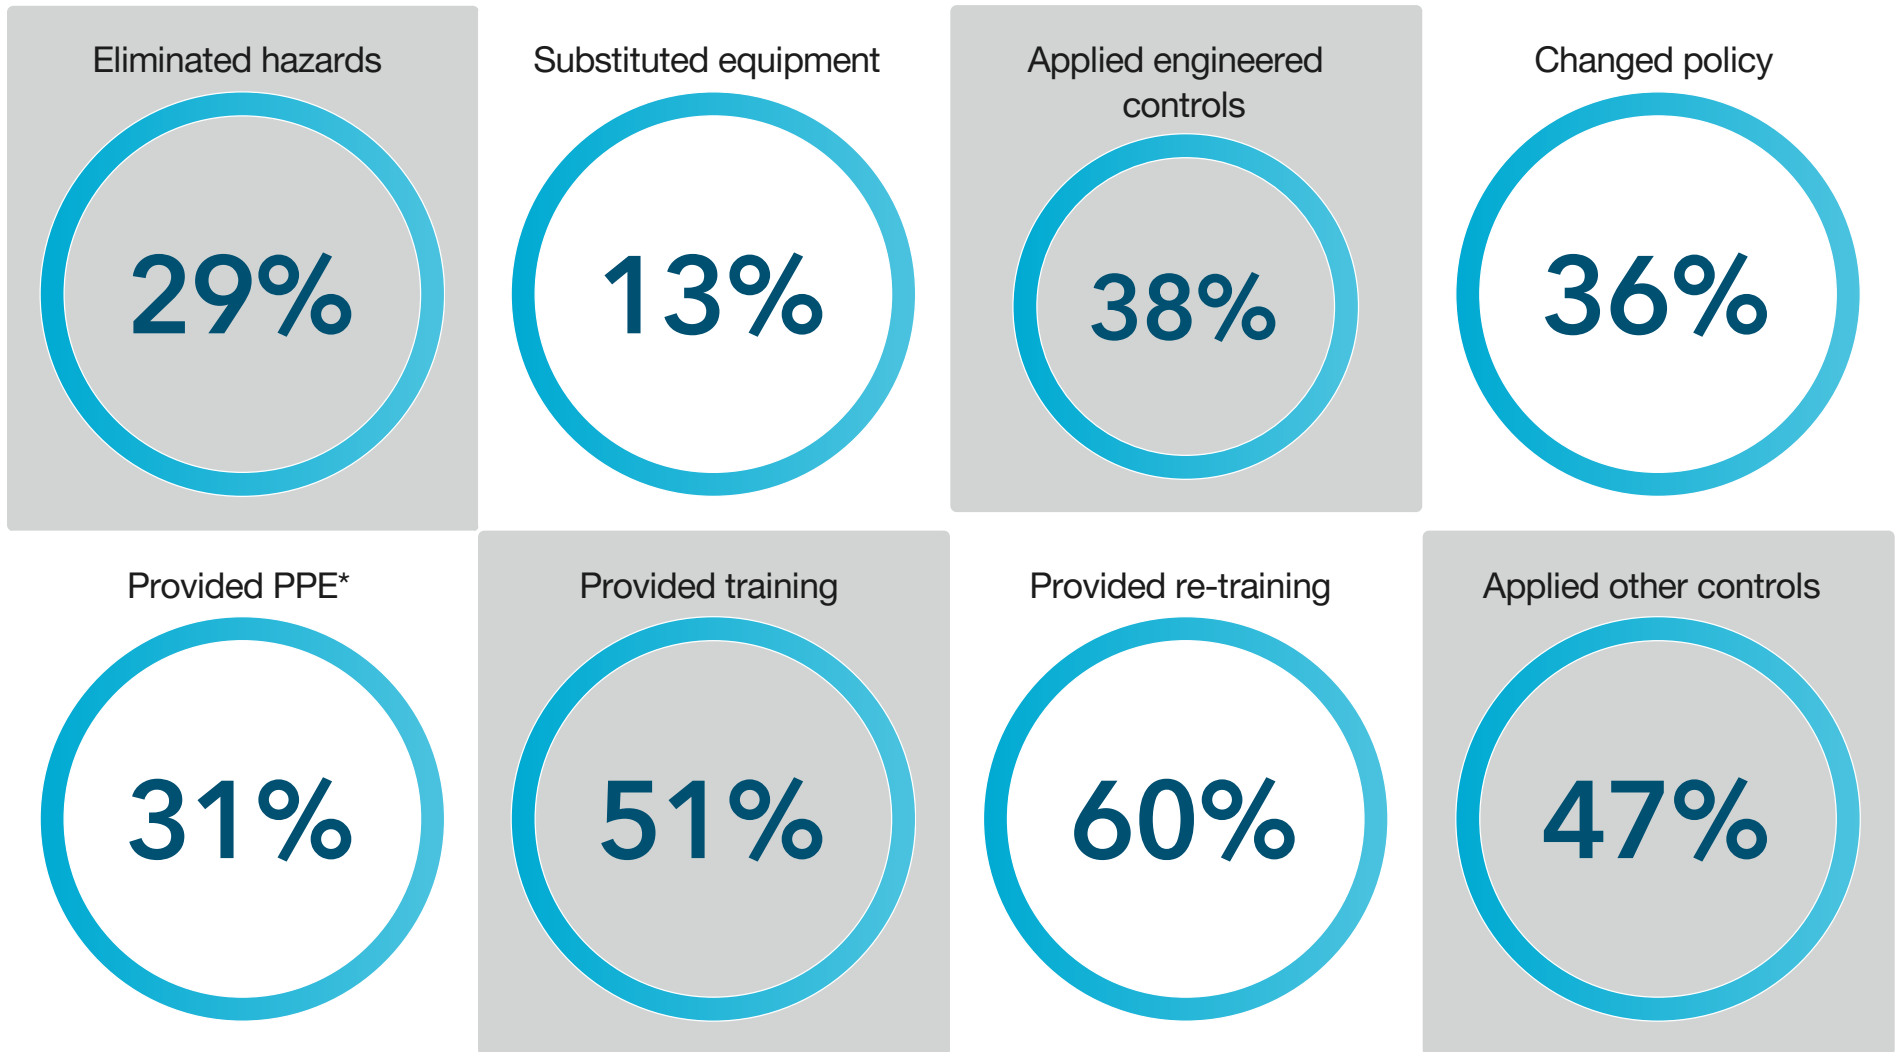 Eliminated hazards
29%
Substituted equipment
13%
Applied engineered
controls
38%
Changed policy
36%
Provided PPE*
31%
Provided training
51%
Provided re-training
60%
Applied other controls
47%